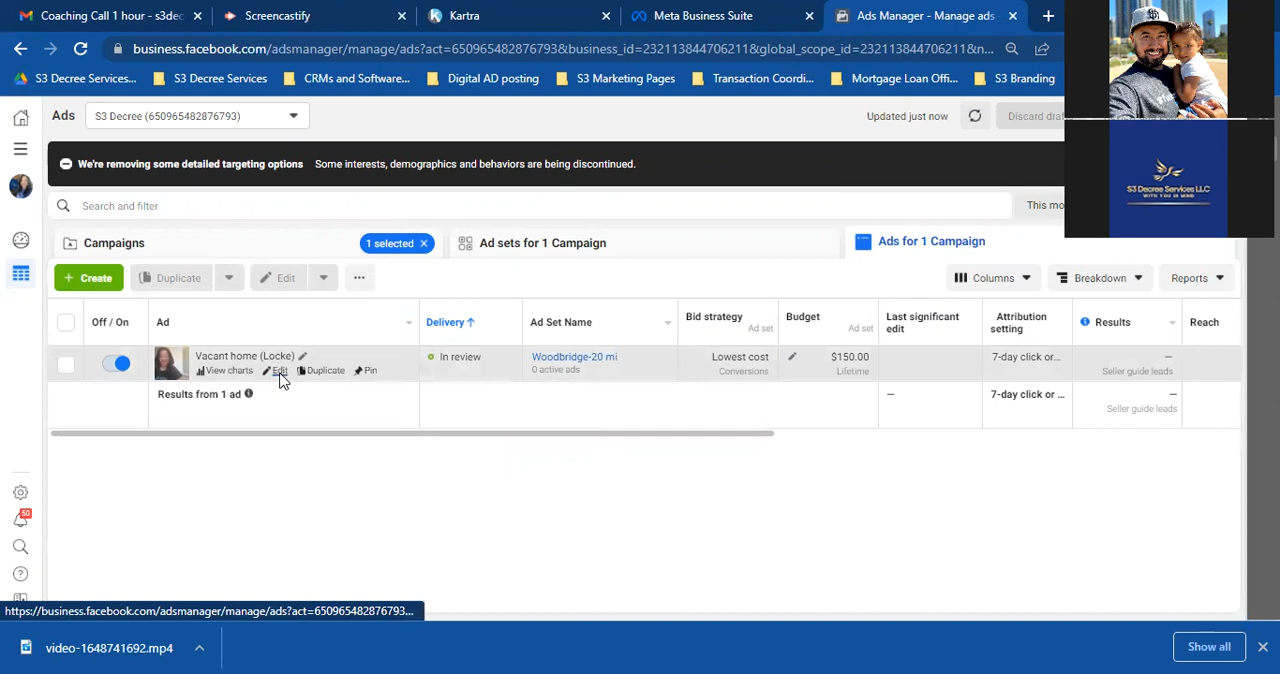 Coaching Call 1 hour - s3dec
Screencastify
Kartra
Meta Business Suite
Ads Manager - Manage ads
business.facebook.com/adsmanager/manage/ads?act=650965482876793&business_id=2321138447062118&global_scope_id=2321138447062118&n...
S3 Decree Services...
S3 Decree Services
CRMs and Software...
Digital AD posting
S3 Marketing Pages
Transaction Coordi...
Mortgage Loan Offi...
S3 Branding
Ads
S3 Decree (650965482876793)
Updated just now
Discard draf
We're removing some detailed targeting options Some interests, demographics and behaviors are being discontinued.
S3 DECREE SERVICES LLC
WITH YOU IN MIND
Search and filter
This mo
Campaigns
1 selected
Ad sets for 1 Campaign
Ads for 1 Campaign
+ Create
Duplicate
Edit
...
Columns
Breakdown
Reports
Off / On
Ad
Delivery ↑
Ad Set Name
Bid strategy
Ad set
Budget
Ad set
Last significant edit
Attribution setting
Results
Reach
Vacant home (Locke)
View charts
Edit
Duplicate
Pin
In review
Woodbridge-20 mi
0 active ads
Lowest cost
Conversions
$150.00
Lifetime
7-day click or...
—
Seller guide leads
Results from 1 ad
—
7-day click or ...
—
Seller guide leads
50
https://business.facebook.com/adsmanager/manage/ads?act=650965482876793...
video-1648741692.mp4
Show all